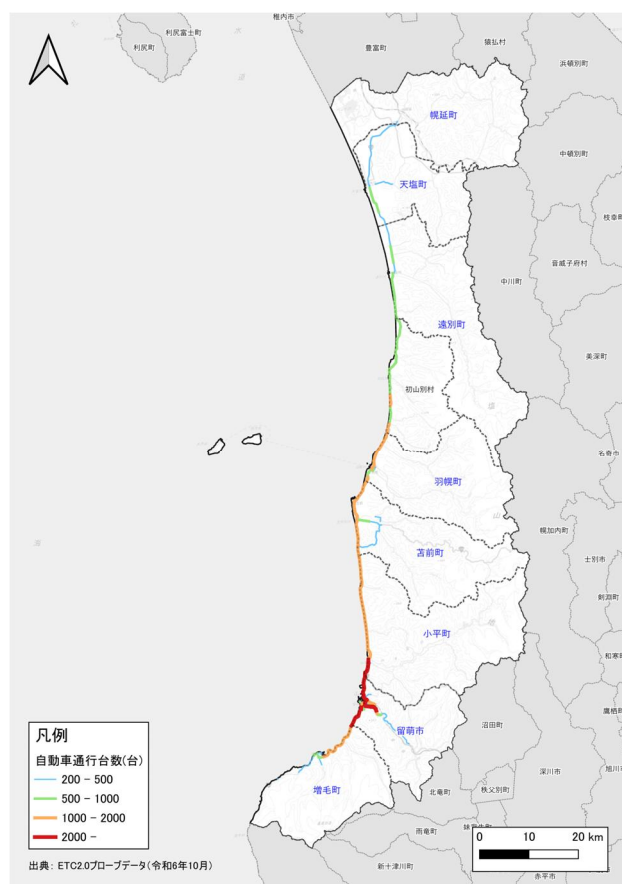 稚内市
利尻富士町
利尻町
豊富町
猿払村
浜頓別町
幌延町
中頓別町
天塩町
枝幸町
音威子府村
中川町
遠別町
美深町
初山別村
名寄市
羽幌町
幌加内町
苫前町
士別市
剣淵町
小平町
和寒町
鷹栖町
沼田町
留萌市
旭川市
深川市
秩父別町
増毛町
北竜町
雨竜町
新十津川町
赤平市
凡例
自動車通行台数(台)
200 - 500
500 - 1000
1000 - 2000
2000 -
0 10 20 km
出典: ETC2.0プローブデータ(令和6年10月)